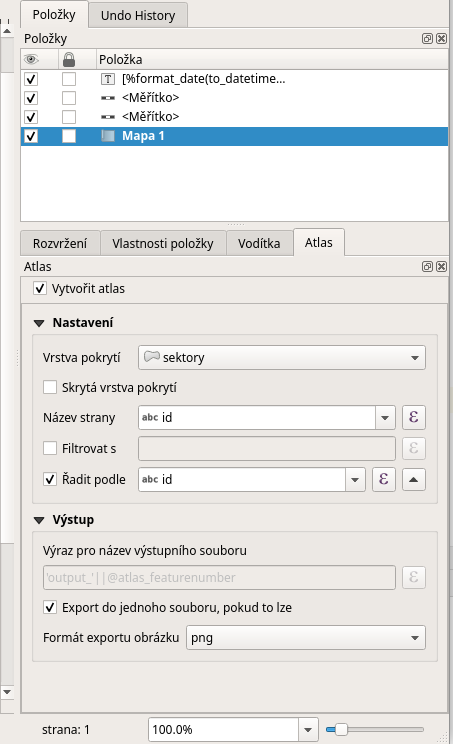 Položky
Undo History
Položky
Položka
[%format_date(to_datetime...
<Měřítko>
<Měřítko>
Mapa 1
Rozvržení
Vlastnosti položky
Vodítka
Atlas
Atlas
Vytvořit atlas
Nastavení
Vrstva pokrytí
sektory
Skrytá vrstva pokrytí
Název strany
abc id
ε
Filtrovat s
ε
Řadit podle
abc id
ε
Výstup
Výraz pro název výstupního souboru
'output_'||@atlas_featurenumber
ε
Export do jednoho souboru, pokud to lze
Formát exportu obrázku
png
strana: 1
100.0%